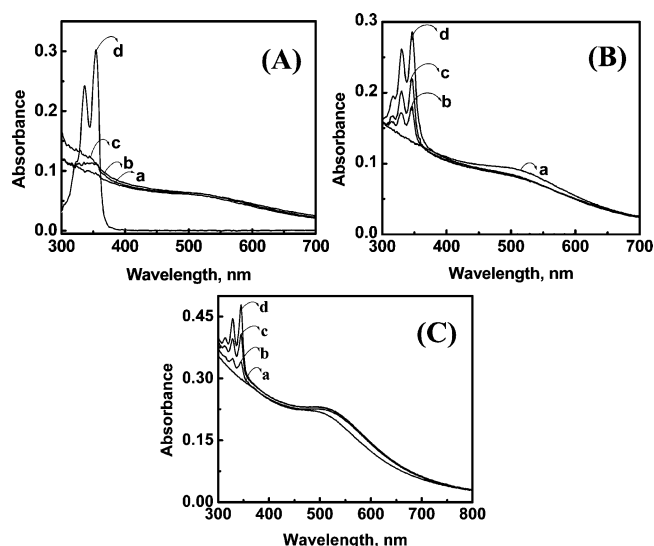 (A)
Absorbance
0.3
0.2
0.1
0.0
d
c
b
a
300 400 500 600 700
Wavelength, nm
(B)
Absorbance
0.3
0.2
0.1
0
d
c
b
a
300 400 500 600 700
Wavelength, nm
(C)
Absorbance
0.45
0.30
0.15
0.00
d
c
b
a
300 400 500 600 700 800
Wavelength, nm